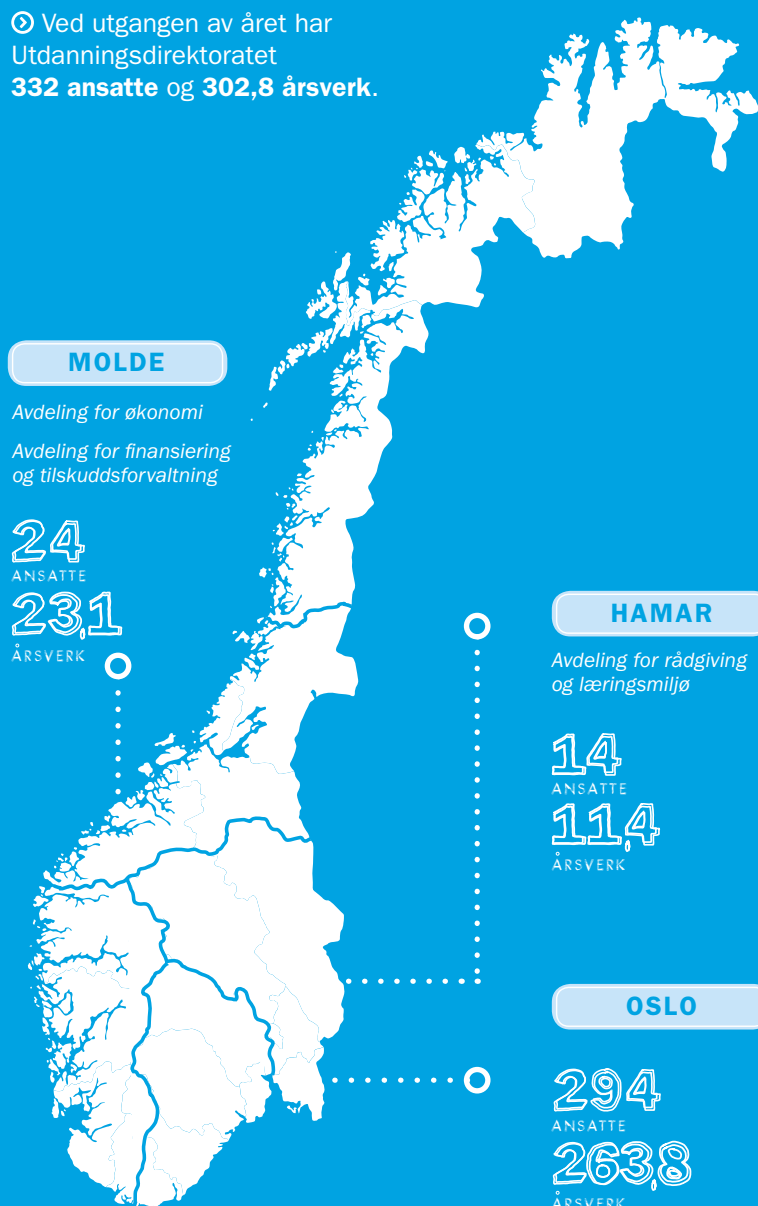 Ved utgangen av året har
Utdanningsdirektoratet
332 ansatte og 302,8 årsverk.
MOLDE
Avdeling for økonomi
Avdeling for finansiering
og tilskuddsforvaltning
24
ANSATTE
23,1
ÅRSVERK
HAMAR
Avdeling for rådgiving
og læringsmiljø
14
ANSATTE
11,4
ÅRSVERK
OSLO
294
ANSATTE
263,8
ÅRSVERK